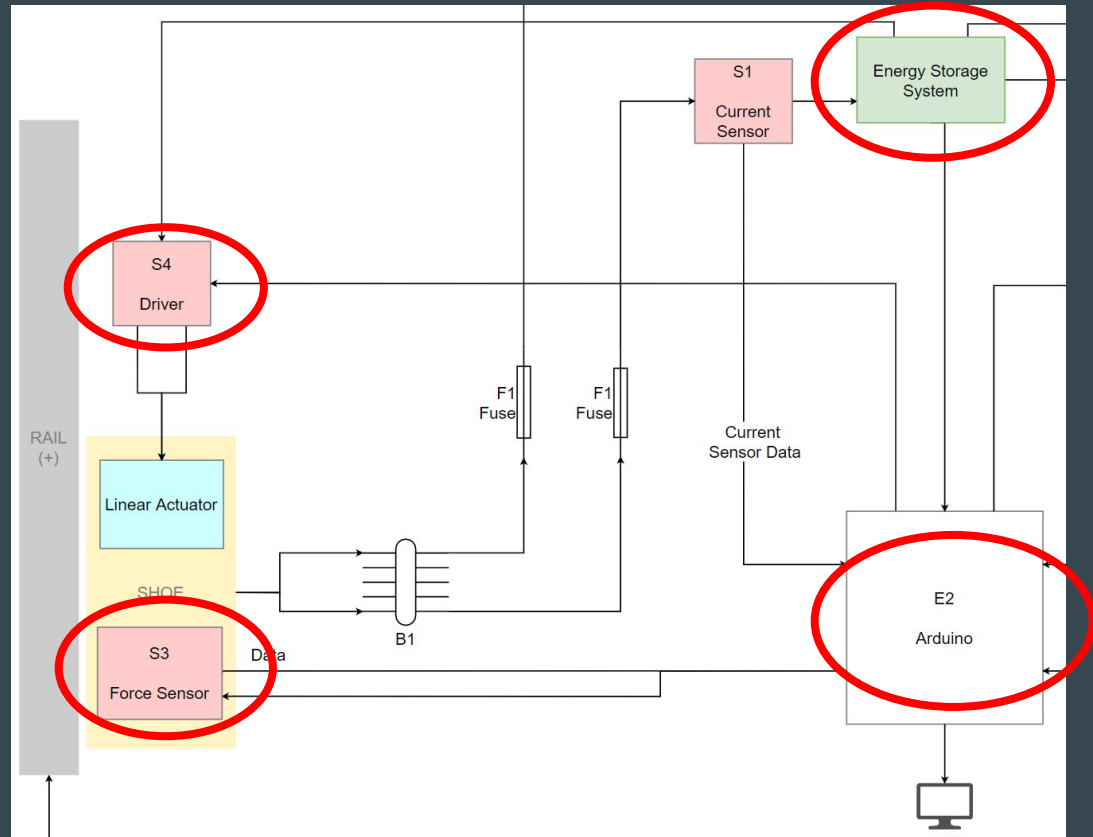 S1
Current
Sensor
Energy Storage
System
S4
Driver
F1
Fuse
F1
Fuse
RAIL
(+)
Current
Sensor Data
Linear Actuator
SHOE
B1
E2
Arduino
S3
Force Sensor
Data